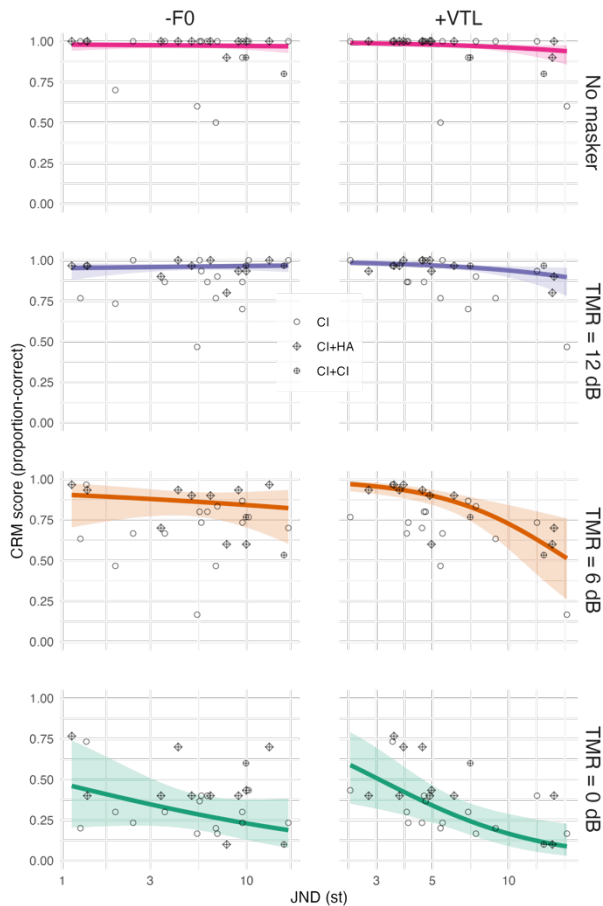 -F0 +VTL
CRM score (proportion-correct)
1.00
0.75
0.50
0.25
0.00
No masker
1.00
0.75
0.50
0.25
0.00
TMR = 12 dB
CI
CI+HA
CI+CI
1.00
0.75
0.50
0.25
0.00
TMR = 6 dB
1.00
0.75
0.50
0.25
0.00
TMR = 0 dB
1 3 10 3 5 10
JND (st)